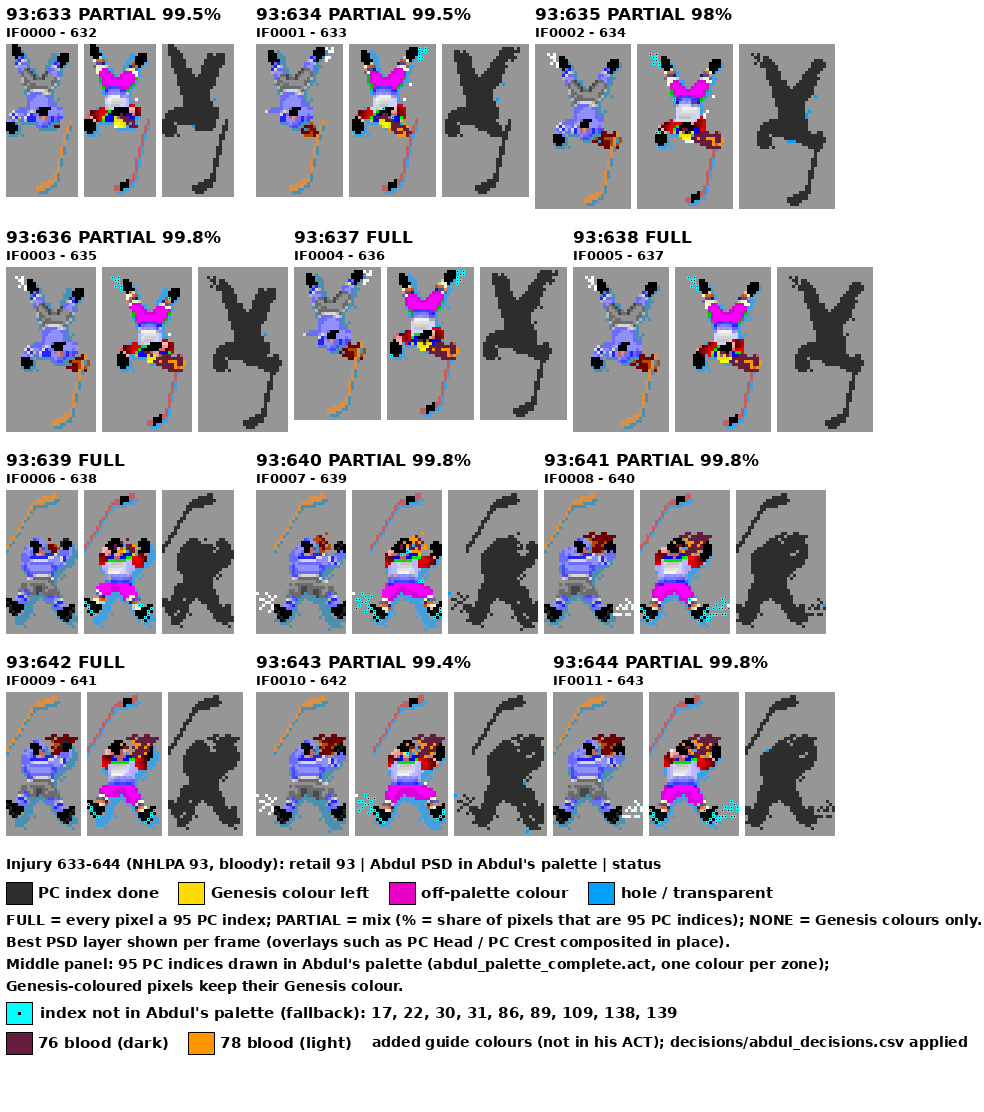 93:633 PARTIAL 99.5%
IF0000 - 632
93:634 PARTIAL 99.5%
IF0001 - 633
93:635 PARTIAL 98%
IF0002 - 634
93:636 PARTIAL 99.8%
IF0003 - 635
93:637 FULL
IF0004 - 636
93:638 FULL
IF0005 - 637
93:639 FULL
IF0006 - 638
93:640 PARTIAL 99.8%
IF0007 - 639
93:641 PARTIAL 99.8%
IF0008 - 640
93:642 FULL
IF0009 - 641
93:643 PARTIAL 99.4%
IF0010 - 642
93:644 PARTIAL 99.8%
IF0011 - 643
Injury 633-644 (NHLPA 93, bloody): retail 93 | Abdul PSD in Abdul's palette | status
PC index done
Genesis colour left
off-palette colour
hole / transparent
FULL = every pixel a 95 PC index; PARTIAL = mix (% = share of pixels that are 95 PC indices); NONE = Genesis colours only.
Best PSD layer shown per frame (overlays such as PC Head / PC Crest composited in place).
Middle panel: 95 PC indices drawn in Abdul's palette (abdul_palette_complete.act, one colour per zone);
Genesis-coloured pixels keep their Genesis colour.
index not in Abdul's palette (fallback): 17, 22, 30, 31, 86, 89, 109, 138, 139
76 blood (dark)
78 blood (light)
added guide colours (not in his ACT); decisions/abdul_decisions.csv applied